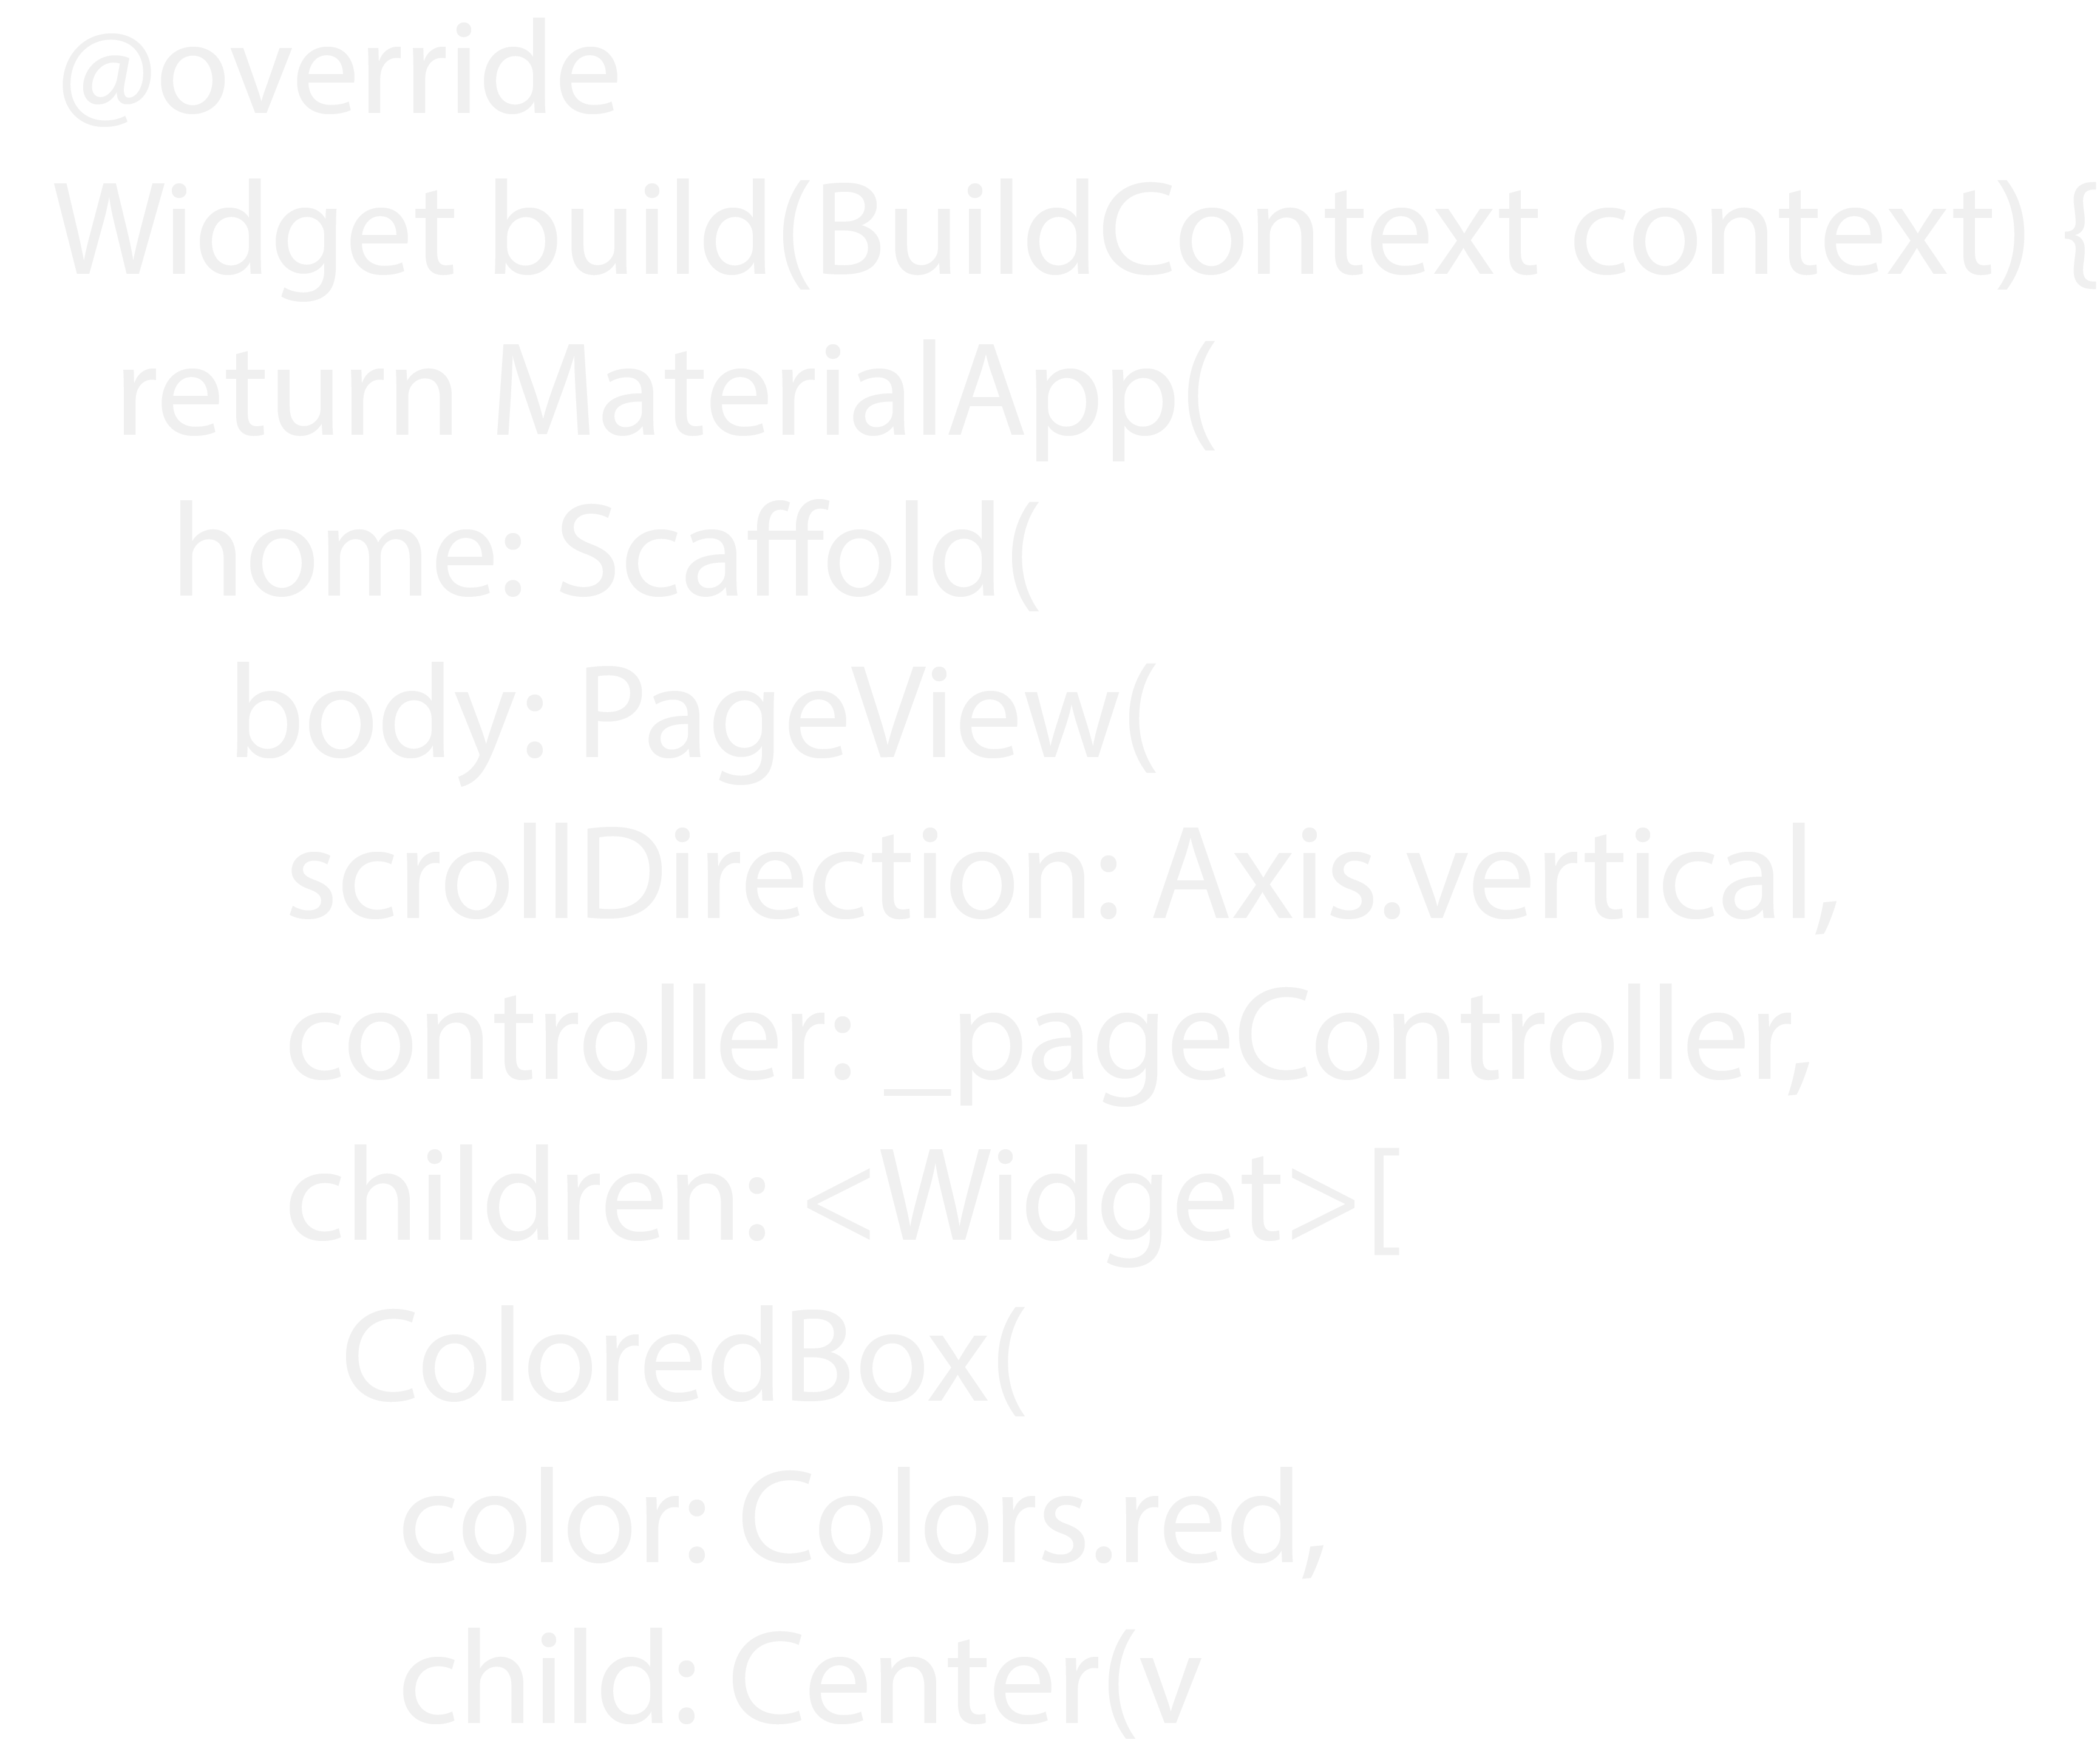 @override
Widget build(BuildContext context) {
return MaterialApp(
home: Scaffold(
body: PageView(
scrollDirection: Axis.vertical,
controller: _pageController,
children: <Widget>[
ColoredBox(
color: Colors.red,
child: Center(v